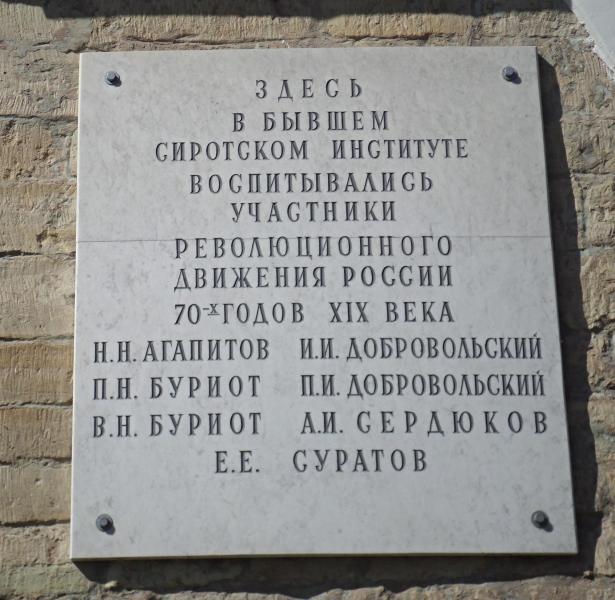 ЗДЕСЬ
В БЫВШЕМ
СИРОТСКОМ ИНСТИТУТЕ
ВОСПИТЫВАЛИСЬ
УЧАСТНИКИ
РЕВОЛЮЦИОННОГО
ДВИЖЕНИЯ РОССИИ
70-Х ГОДОВ XIX ВЕКА
Н.Н. АГАПИТОВ И.И. ДОБРОВОЛЬСКИЙ
П.Н. БУРИОТ П.И. ДОБРОВОЛЬСКИЙ
В.Н. БУРИОТ А.И. СЕРДЮКОВ
Е.Е. СУРАТОВ